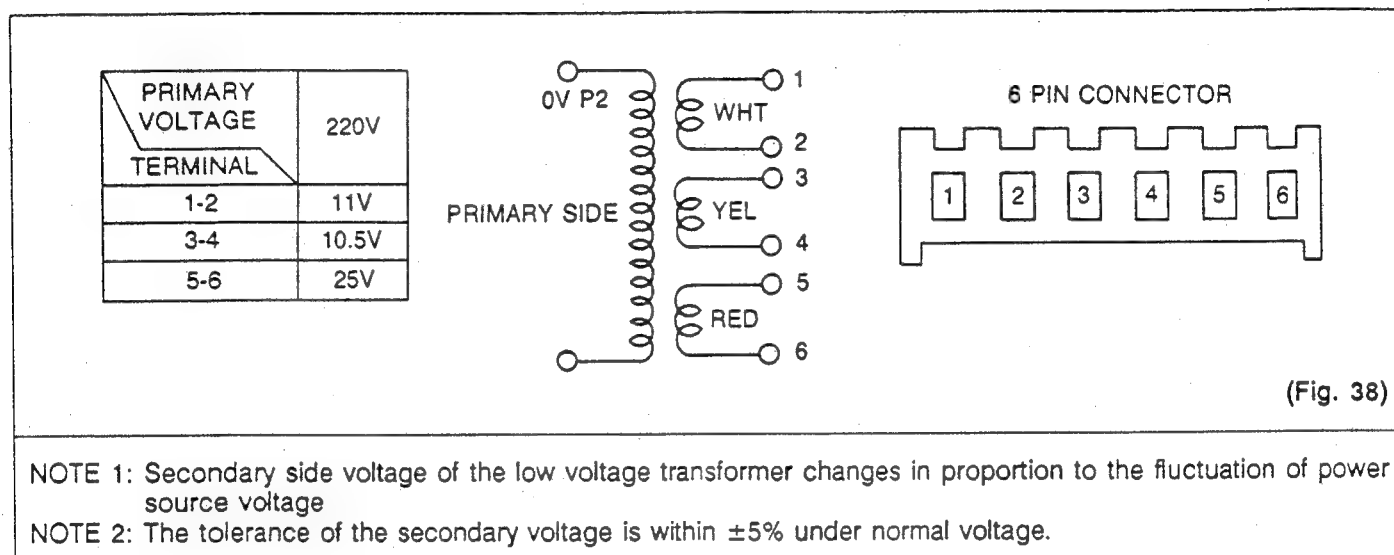 PRIMARY
VOLTAGE
220V
TERMINAL
1-2 11V
3-4 10.5V
5-6 25V
0V P2
PRIMARY SIDE
1
WHT
2
3
YEL
4
5
RED
6
6 PIN CONNECTOR
1 2 3 4 5 6
(Fig. 38)
NOTE 1: Secondary side voltage of the low voltage transformer changes in proportion to the fluctuation of power
source voltage
NOTE 2: The tolerance of the secondary voltage is within ±5% under normal voltage.